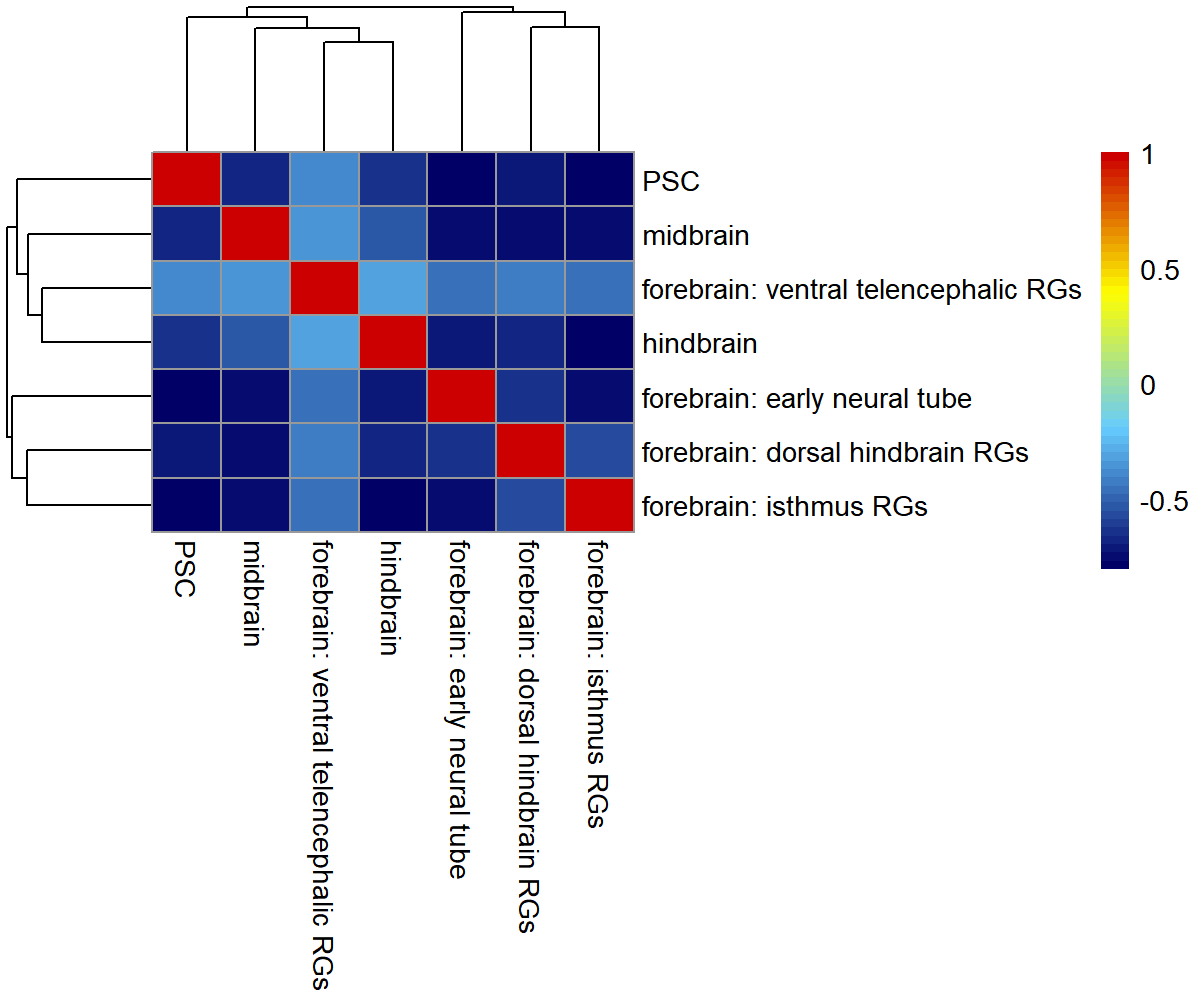 PSC
midbrain
forebrain: ventral telencephalic RGs
hindbrain
forebrain: early neural tube
forebrain: dorsal hindbrain RGs
forebrain: isthmus RGs
1
0.5
0
-0.5
PSC
midbrain
forebrain: ventral telencephalic RGs
hindbrain
forebrain: early neural tube
forebrain: dorsal hindbrain RGs
forebrain: isthmus RGs